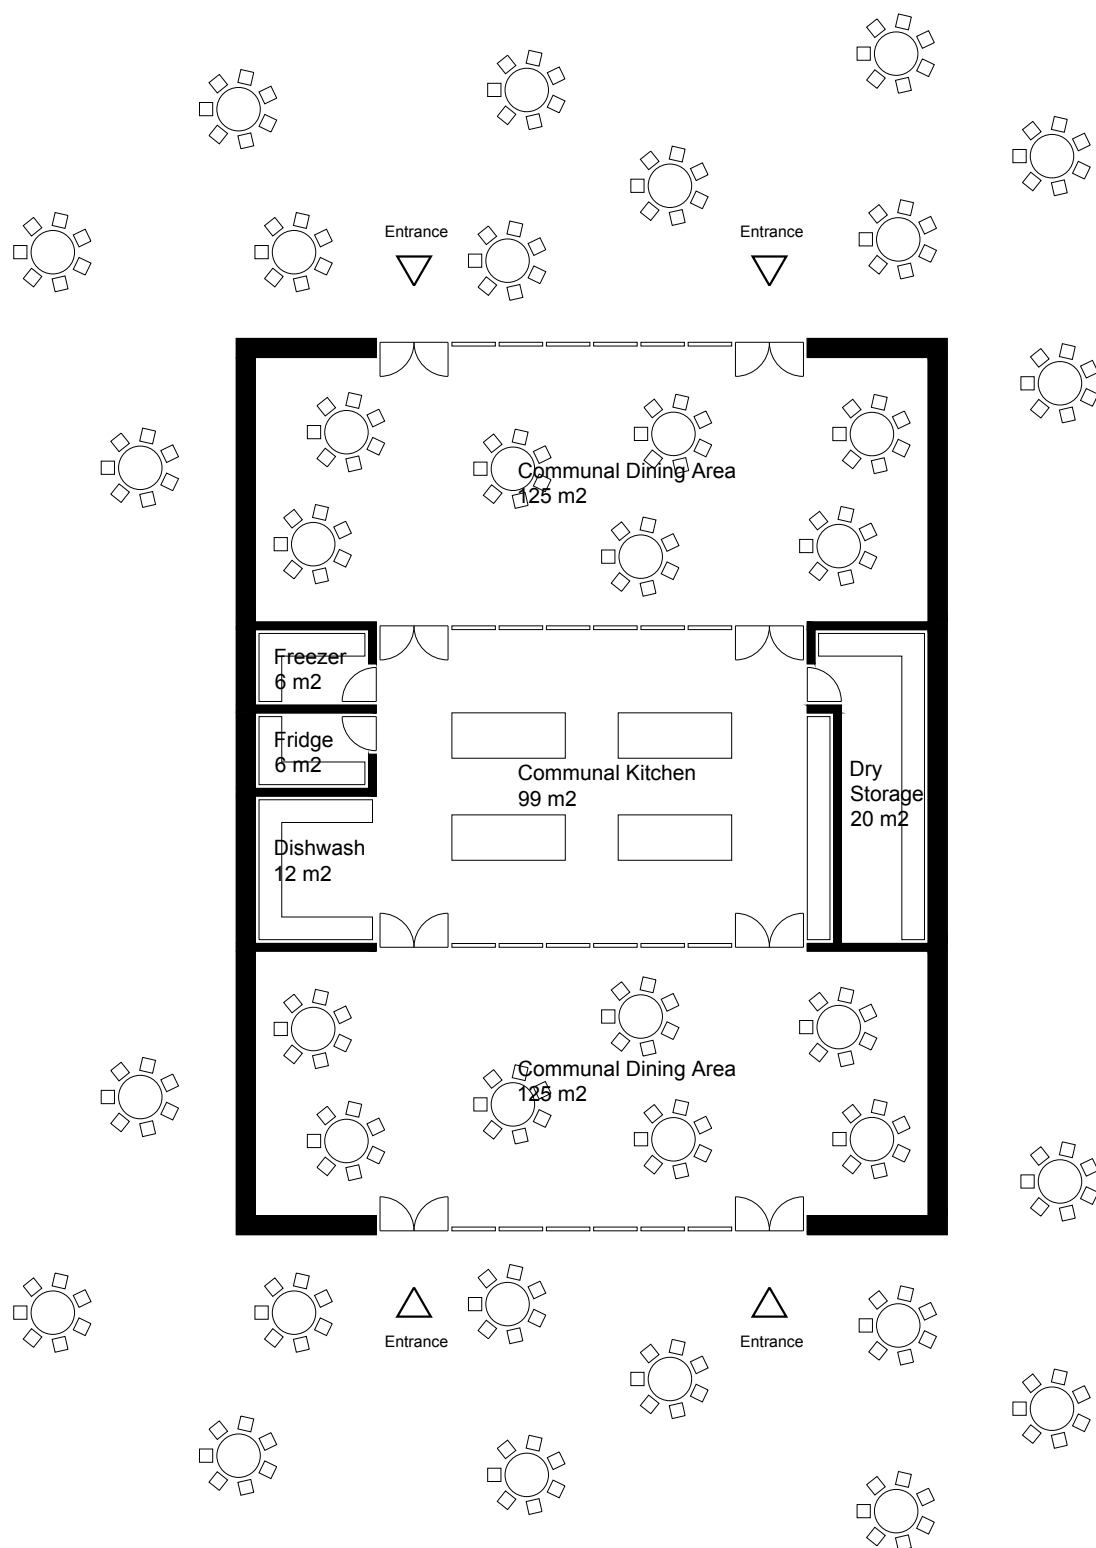 Entrance
Entrance
Communal Dining Area
125 m2
Freezer
6 m2
Fridge
6 m2
Communal Kitchen
99 m2
Dry
Storage
20 m2
Dishwash
12 m2
Communal Dining Area
125 m2
Entrance
Entrance